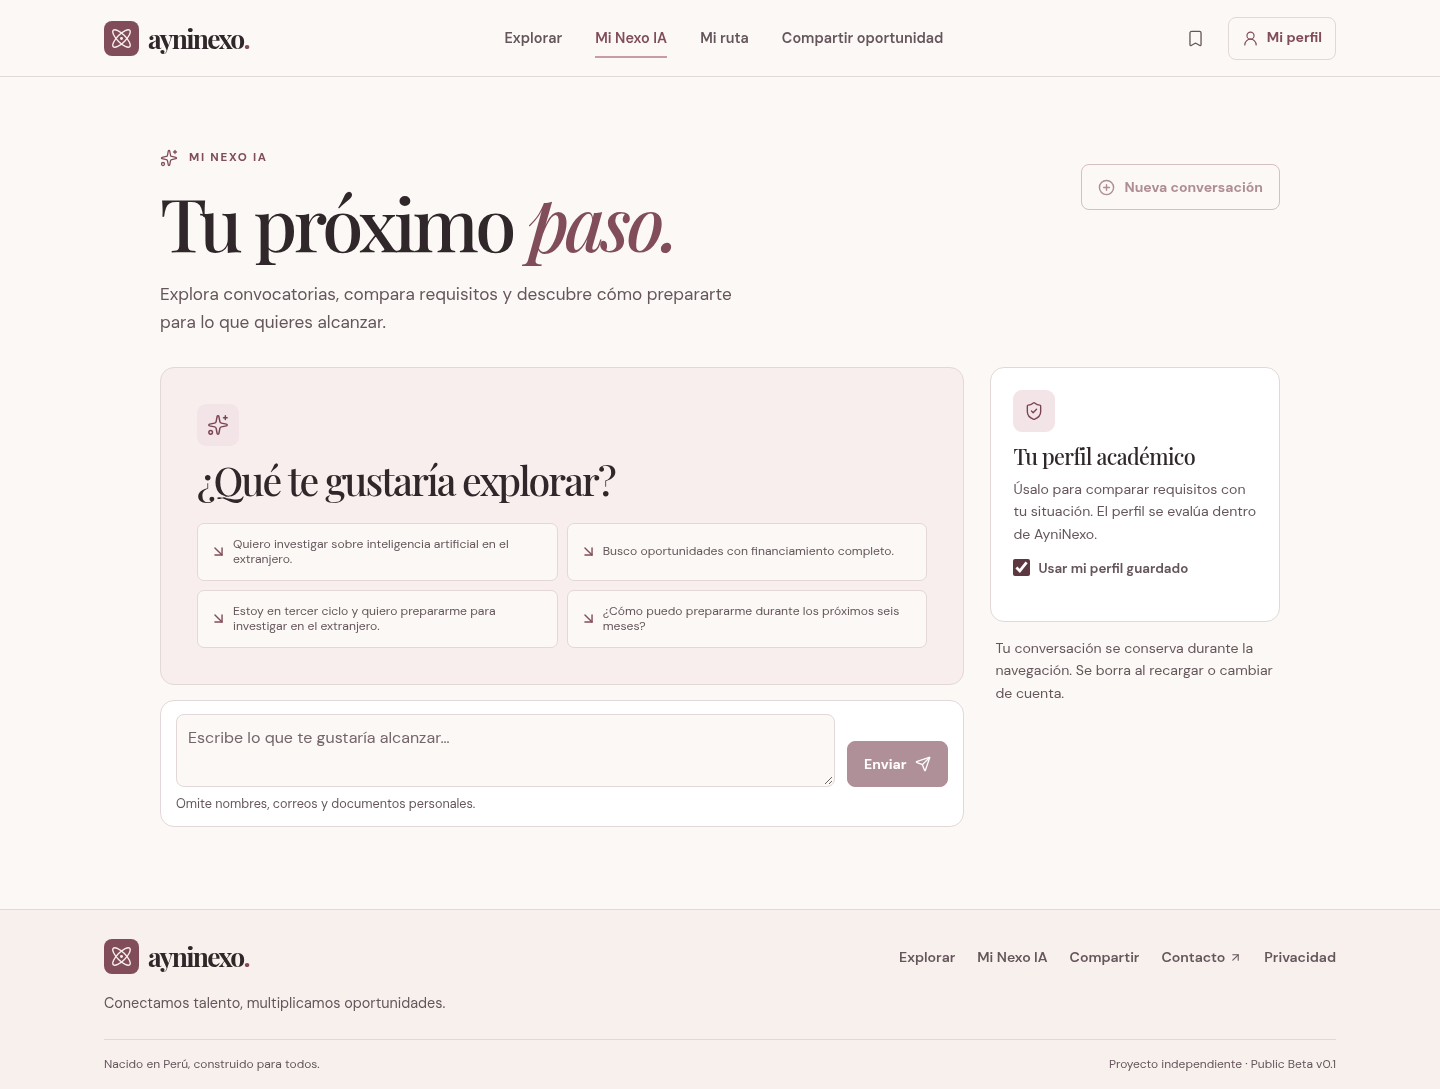 ayninexo.
Explorar
Mi Nexo IA
Mi ruta
Compartir oportunidad
Mi perfil
MI NEXO IA
Nueva conversación
Tu próximo paso.
Explora convocatorias, compara requisitos y descubre cómo prepararte
para lo que quieres alcanzar.
¿Qué te gustaría explorar?
Quiero investigar sobre inteligencia artificial en el
extranjero.
Busco oportunidades con financiamiento completo.
Estoy en tercer ciclo y quiero prepararme para
investigar en el extranjero.
¿Cómo puedo prepararme durante los próximos seis
meses?
Escribe lo que te gustaría alcanzar...
Enviar
Omite nombres, correos y documentos personales.
Tu perfil académico
Úsalo para comparar requisitos con
tu situación. El perfil se evalúa dentro
de AyniNexo.
Usar mi perfil guardado
Tu conversación se conserva durante la
navegación. Se borra al recargar o cambiar
de cuenta.
ayninexo.
Explorar
Mi Nexo IA
Compartir
Contacto
Privacidad
Conectamos talento, multiplicamos oportunidades.
Nacido en Perú, construido para todos.
Proyecto independiente · Public Beta v0.1